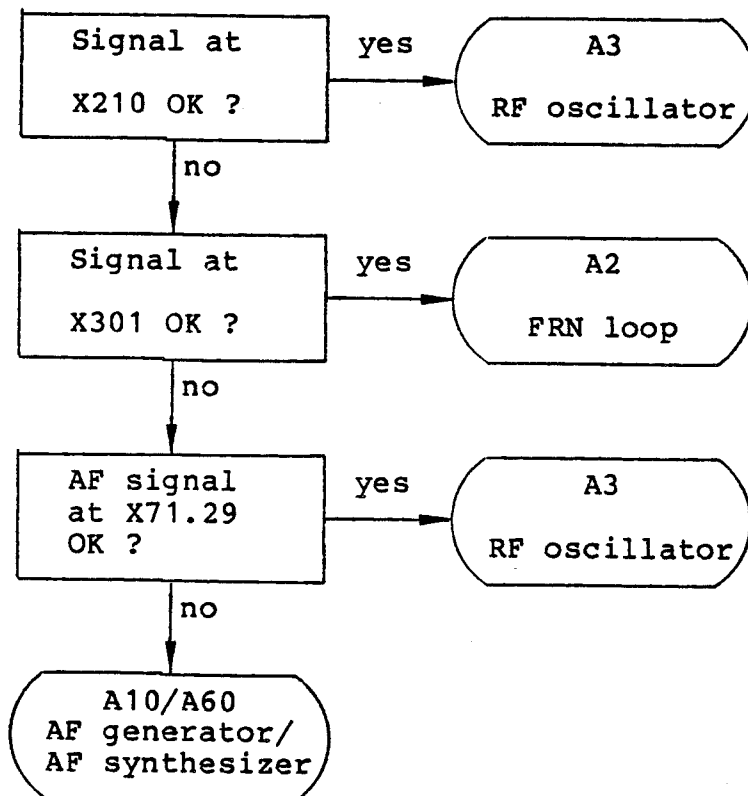 Signal at
X210 OK ?
yes
A3
RF oscillator
no
Signal at
X301 OK ?
yes
A2
FRN loop
no
AF signal
at X71.29
OK ?
yes
A3
RF oscillator
no
A10/A60
AF generator/
AF synthesizer